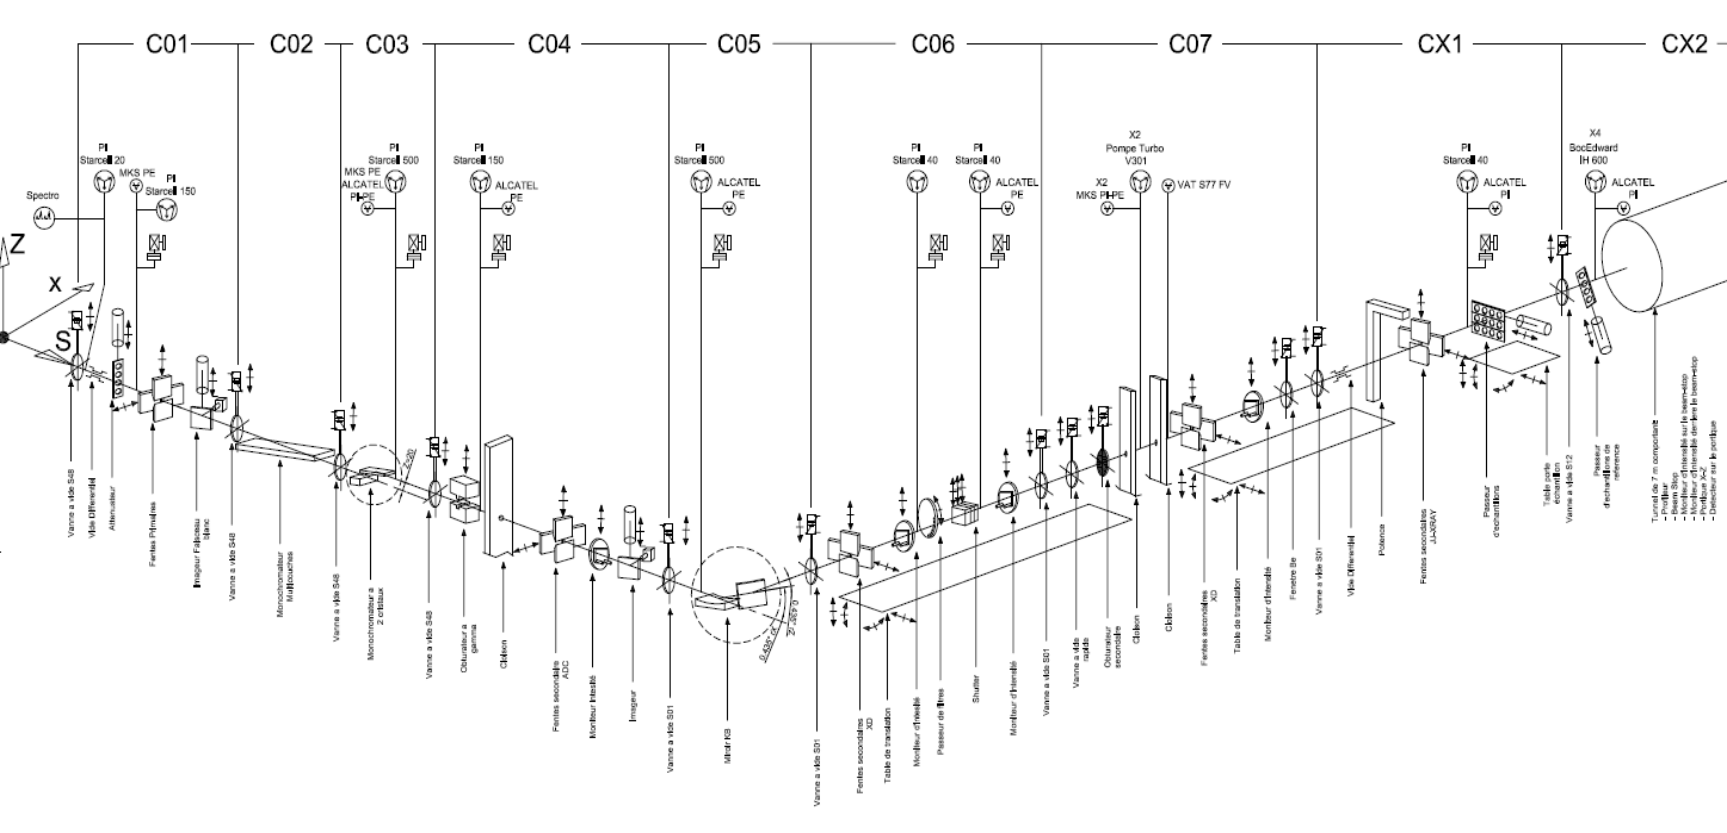 C01
C02
C03
C04
C05
C06
C07
CX1
CX2
Spectro
PI
Starcell 20
MKS PE
PI
Starcell 150
PI
Starcell 500
MKS PE
ALCATEL
PI-PE
PI
Starcell 150
ALCATEL
PE
PI
Starcell 500
ALCATEL
PE
PI
Starcell 40
PI
Starcell 40
ALCATEL
PE
X2
Pompe Turbo
V301
X2
MKS PI-PE
VAT S77 FV
PI
Starcell 40
ALCATEL
PI
X4
BocEdward
IH 600
ALCATEL
PI
Z
X
S
Vanne a vide S48
Vide Differentiel
Attenuateur
Fentes Primaires
Imageur Faisceau
blanc
Vanne a vide S48
Monochromateur
Multicouches
Vanne a vide S48
Monochromateur a
2 cristaux
Vanne a vide S48
Obturateur a
gamma
Cloison
Fentes secondaire
ADC
Moniteur Intesité
Imageur
Vanne a vide S01
Miroir KB
Vanne a vide S01
Fentes secondaires
XD
Table de translation
Moniteur d'intesité
Passeur de filtres
Shutter
Moniteur d'intensité
Vanne a vide S01
Vanne a vide
rapide
Obturateur
secondaire
Cloison
Cloison
Fentes secondaires
XD
Table de translation
Moniteur d'intensité
Fenetre Be
Vanne a vide S01
Vide Differentiel
Potence
Fentes secondaires
JJ-XRAY
Passeur
d'echantillons
Table porte
echantillon
Vanne a vide S12
Passeur
d'echantillons de
reference
Tunnel de 7 m comportant
- Profileur
- Beam Stop
- Moniteur d'intensité sur le beam-stop
- Moniteur d'intensité derriere le beam-stop
- Portique X-Z
- Detecteur sur le portique